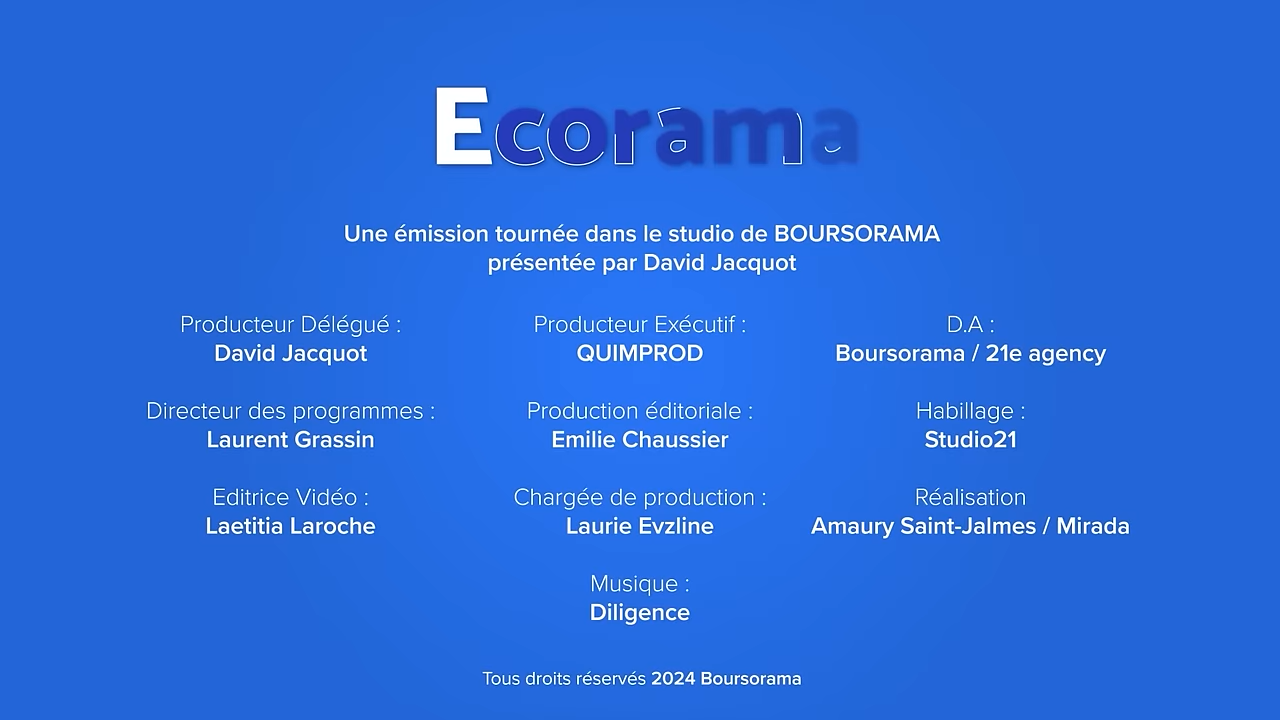 Ecorama
Une émission tournée dans le studio de BOURSORAMA
présentée par David Jacquot
Producteur Délégué :
David Jacquot
Producteur Exécutif :
QUIMPROD
D.A :
Boursorama / 21e agency
Directeur des programmes :
Laurent Grassin
Production éditoriale :
Emilie Chaussier
Habillage :
Studio21
Editrice Vidéo :
Laetitia Laroche
Chargée de production :
Laurie Evzline
Réalisation
Amaury Saint-Jalmes / Mirada
Musique :
Diligence
Tous droits réservés 2024 Boursorama